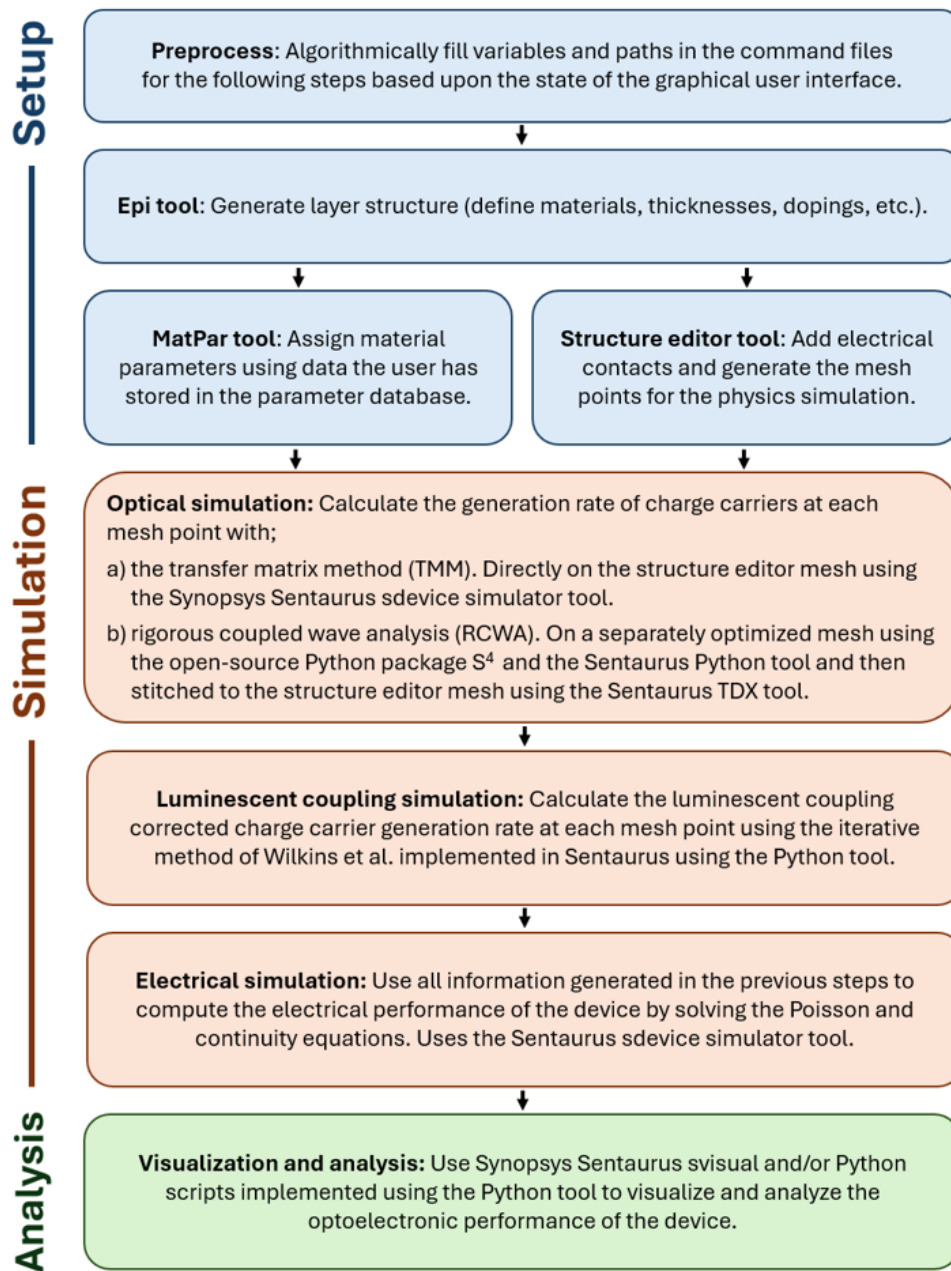 Setup
Preprocess: Algorithmically fill variables and paths in the command files
for the following steps based upon the state of the graphical user interface.
Epi tool: Generate layer structure (define materials, thicknesses, dopings, etc.).
MatPar tool: Assign material
parameters using data the user has
stored in the parameter database.
Structure editor tool: Add electrical
contacts and generate the mesh
points for the physics simulation.
Simulation
Optical simulation: Calculate the generation rate of charge carriers at each
mesh point with;
a) the transfer matrix method (TMM). Directly on the structure editor mesh using
the Synopsys Sentaurus sdevice simulator tool.
b) rigorous coupled wave analysis (RCWA). On a separately optimized mesh using
the open-source Python package S⁴ and the Sentaurus Python tool and then
stitched to the structure editor mesh using the Sentaurus TDX tool.
Luminescent coupling simulation: Calculate the luminescent coupling
corrected charge carrier generation rate at each mesh point using the iterative
method of Wilkins et al. implemented in Sentaurus using the Python tool.
Electrical simulation: Use all information generated in the previous steps to
compute the electrical performance of the device by solving the Poisson and
continuity equations. Uses the Sentaurus sdevice simulator tool.
Analysis
Visualization and analysis: Use Synopsys Sentaurus svisual and/or Python
scripts implemented using the Python tool to visualize and analyze the
optoelectronic performance of the device.